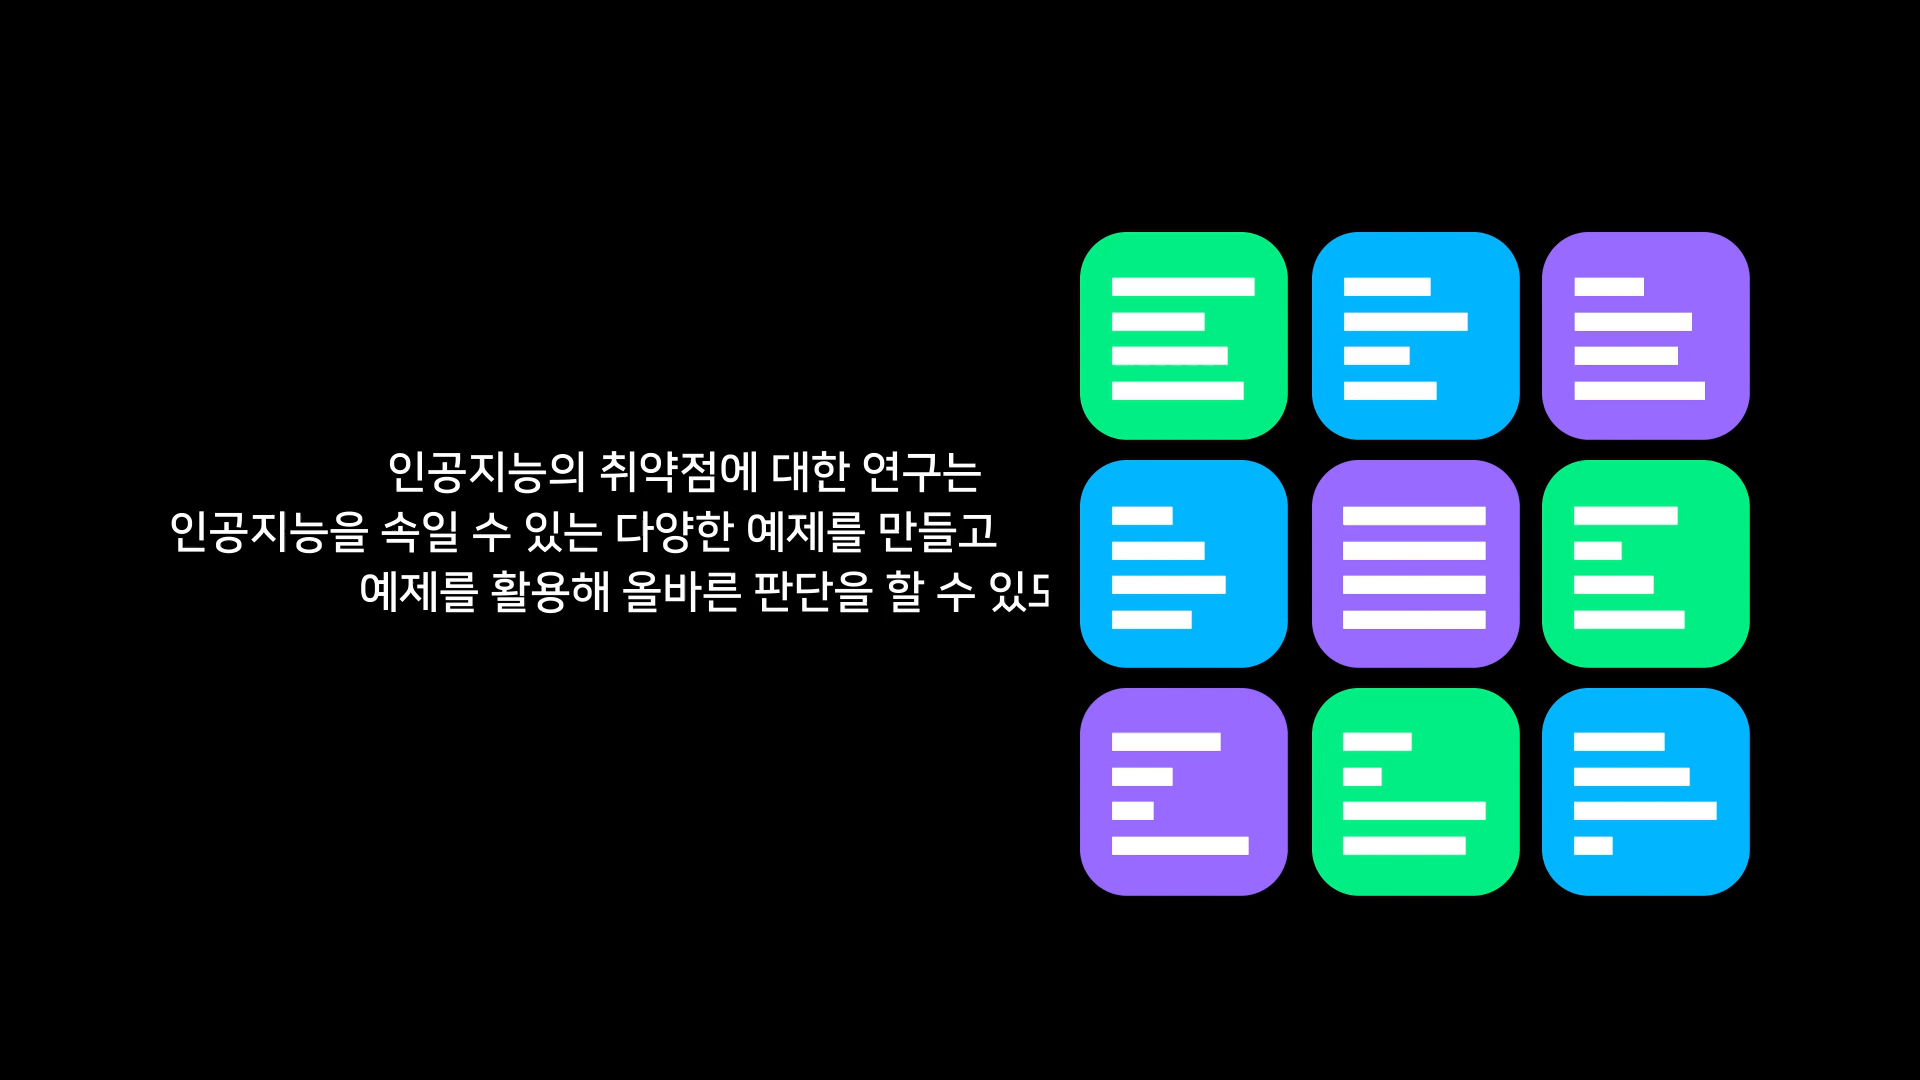 인공지능의 취약점에 대한 연구는
인공지능을 속일 수 있는 다양한 예제를 만들고
예제를 활용해 올바른 판단을 할 수